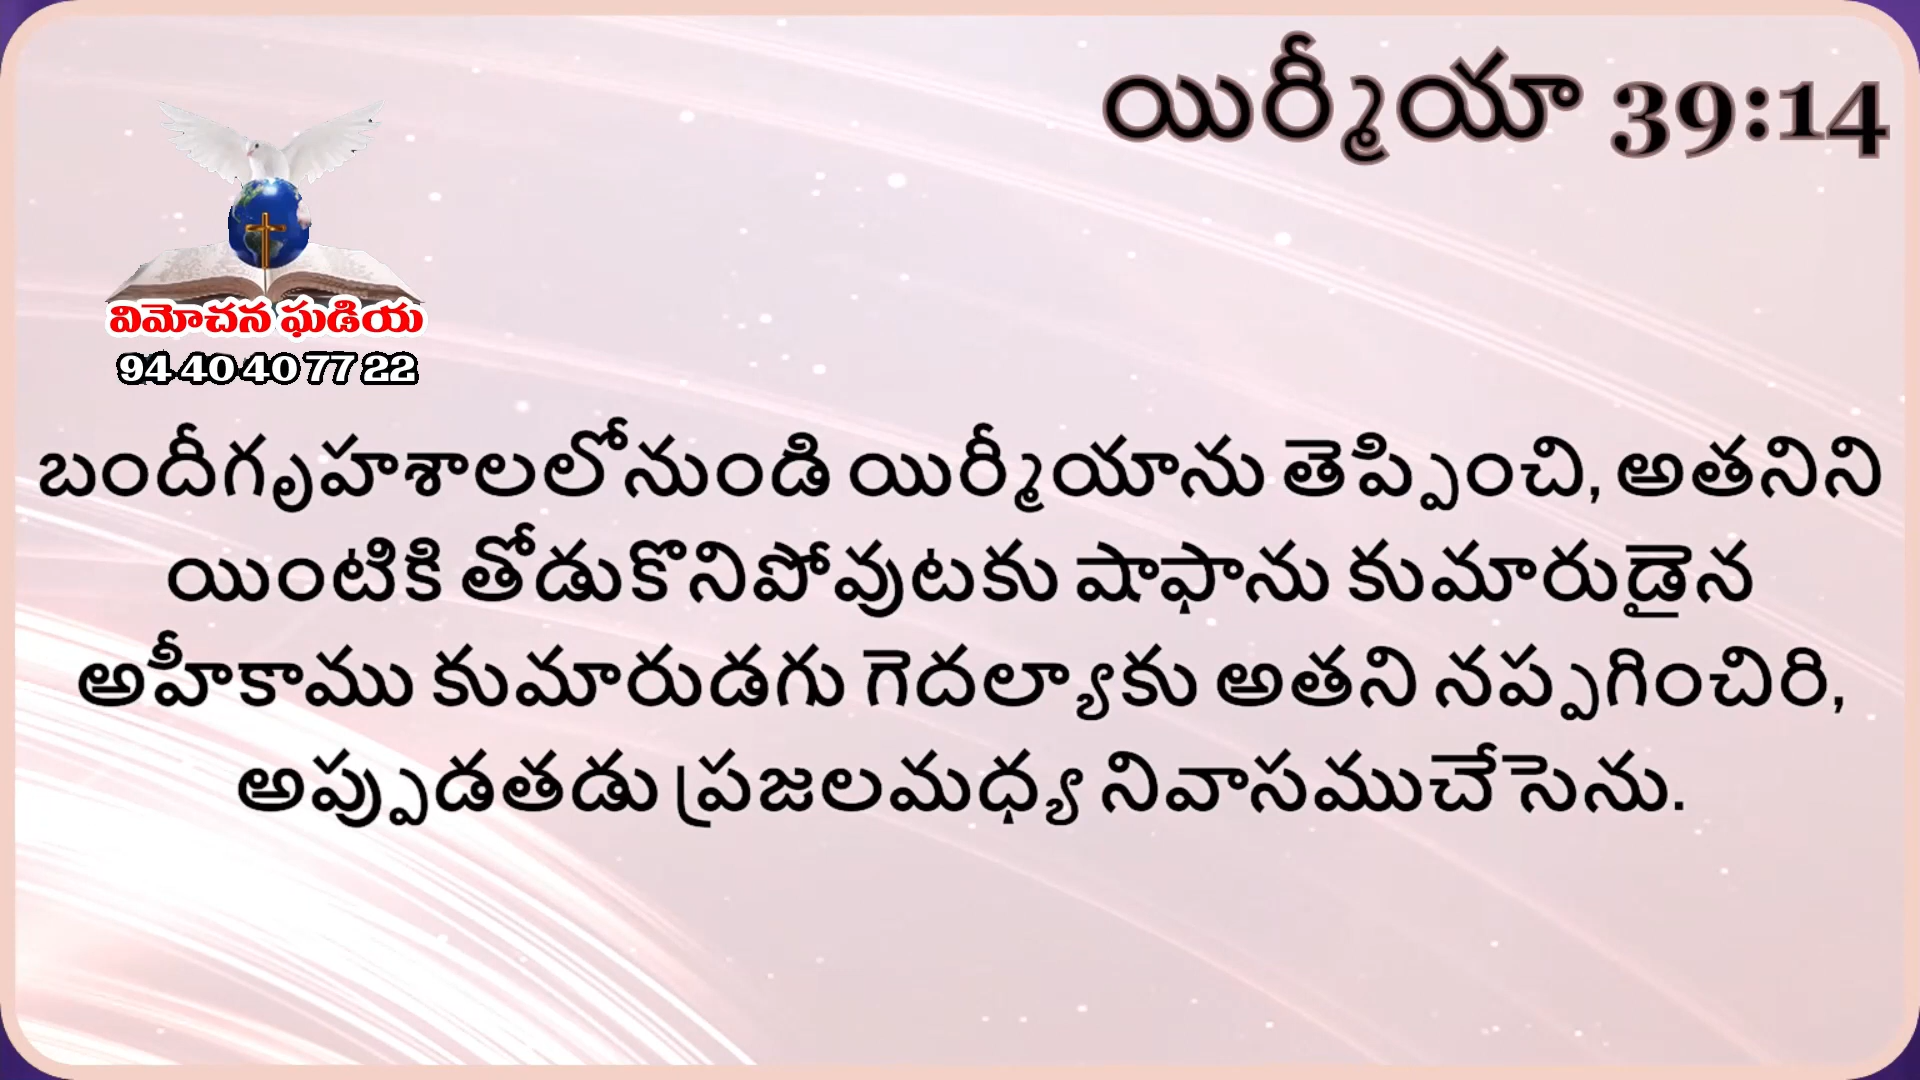 యిర్మీయా 39:14
విమోచన ఘడియ
94 40 40 77 22
బందీగృహశాలలోనుండి యిర్మీయాను తెప్పించి, అతనిని
యింటికి తోడుకొనిపోవుటకు షాఫాను కుమారుడైన
అహీకాము కుమారుడగు గెదల్యాకు అతని నప్పగించిరి,
అప్పుడతడు ప్రజలమధ్య నివాసముచేసెను.